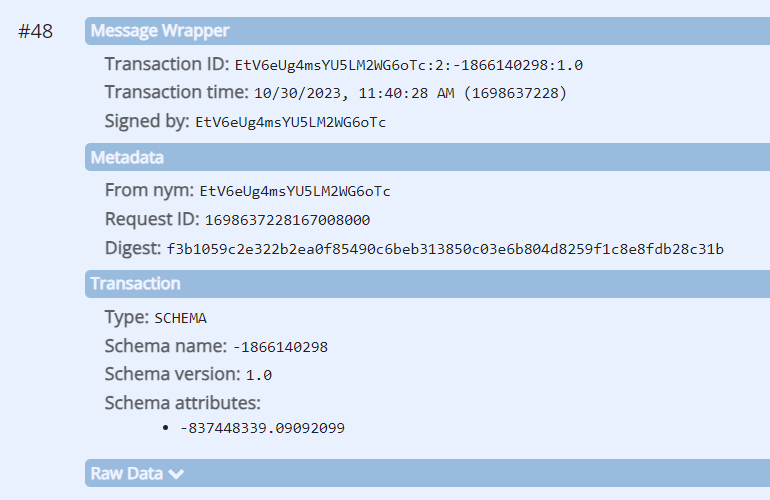 #48
Message Wrapper
Transaction ID: EtV6eUg4msYU5LM2WG6oTc:2:-1866140298:1.0
Transaction time: 10/30/2023, 11:40:28 AM (1698637228)
Signed by: EtV6eUg4msYU5LM2WG6oTc
Metadata
From nym: EtV6eUg4msYU5LM2WG6oTc
Request ID: 1698637228167008000
Digest: f3b1059c2e322b2ea0f85490c6beb313850c03e6b804d8259f1c8e8fdb28c31b
Transaction
Type: SCHEMA
Schema name: -1866140298
Schema version: 1.0
Schema attributes:
• -837448339.09092099
Raw Data